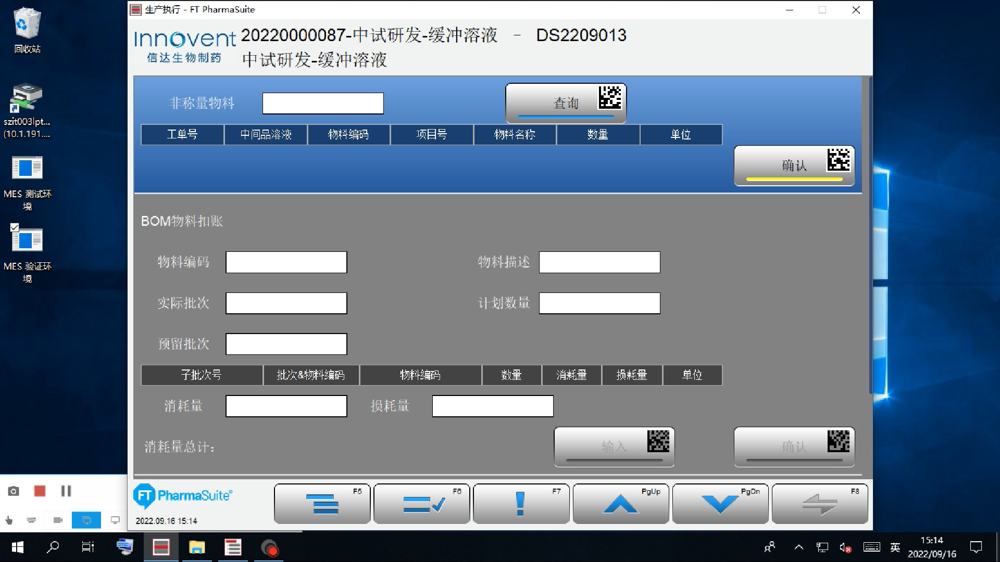 回收站
szit003lpt...
(10.1.191....
MES 测试环
境
MES 验证环
境
生产执行 - FT PharmaSuite
Innovent
信达生物制药
20220000087-中试研发-缓冲溶液 - DS2209013
中试研发-缓冲溶液
非称量物料
查询
工单号 中间品溶液 物料编码 项目号 物料名称 数量 单位
确认
BOM物料扣账
物料编码 物料描述
实际批次 计划数量
预留批次
子批次号 批次&物料编码 物料编码 数量 消耗量 损耗量 单位
消耗量 损耗量
消耗量总计: 输入 确认
FT PharmaSuite®
2022.09.16 15:14
F5 F6 F7 PgUp PgDn F8
英
15:14
2022/09/16